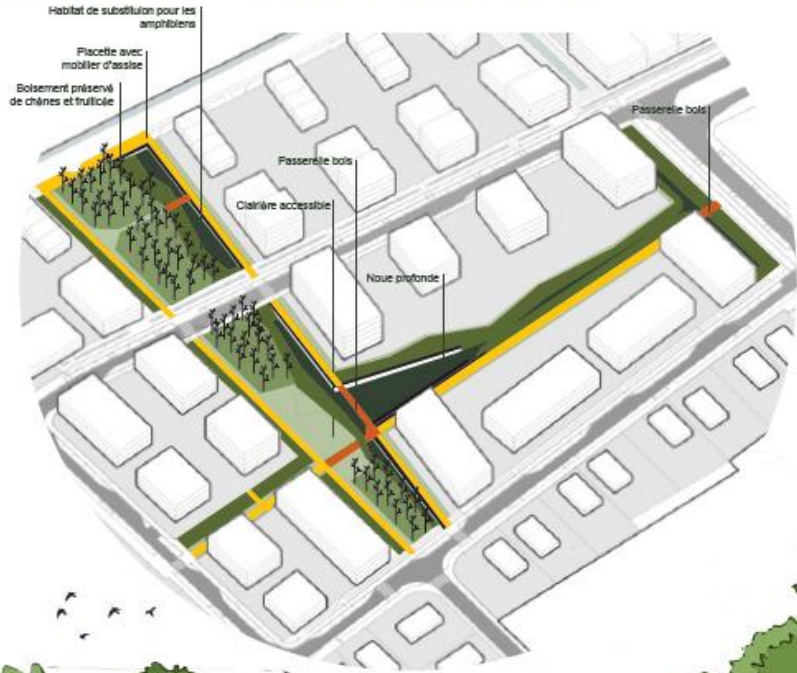 Habitat de substitution pour les
amphibiens
Placette avec
mobilier d'assise
Boisement préservé
de chênes et fruticée
Passerelle bois
Passerelle bois
Clairière accessible
Noue profonde